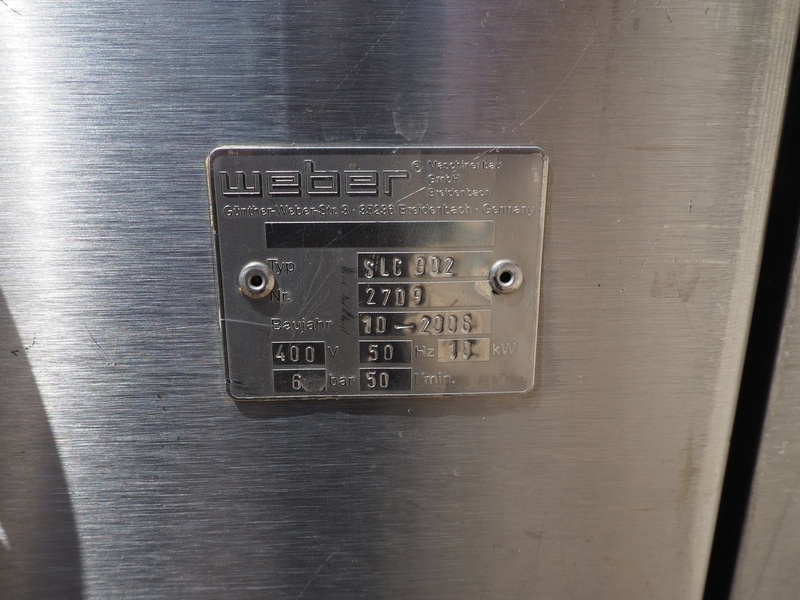 weber © Maschinenbau
GmbH
Breidenbach
Günther-Weber-Str. 3 · 35236 Breidenbach · Germany
Typ SLC 902
Nr. 2709
Baujahr 10-2008
400 V 50 Hz kW
6 bar 50 l/min.